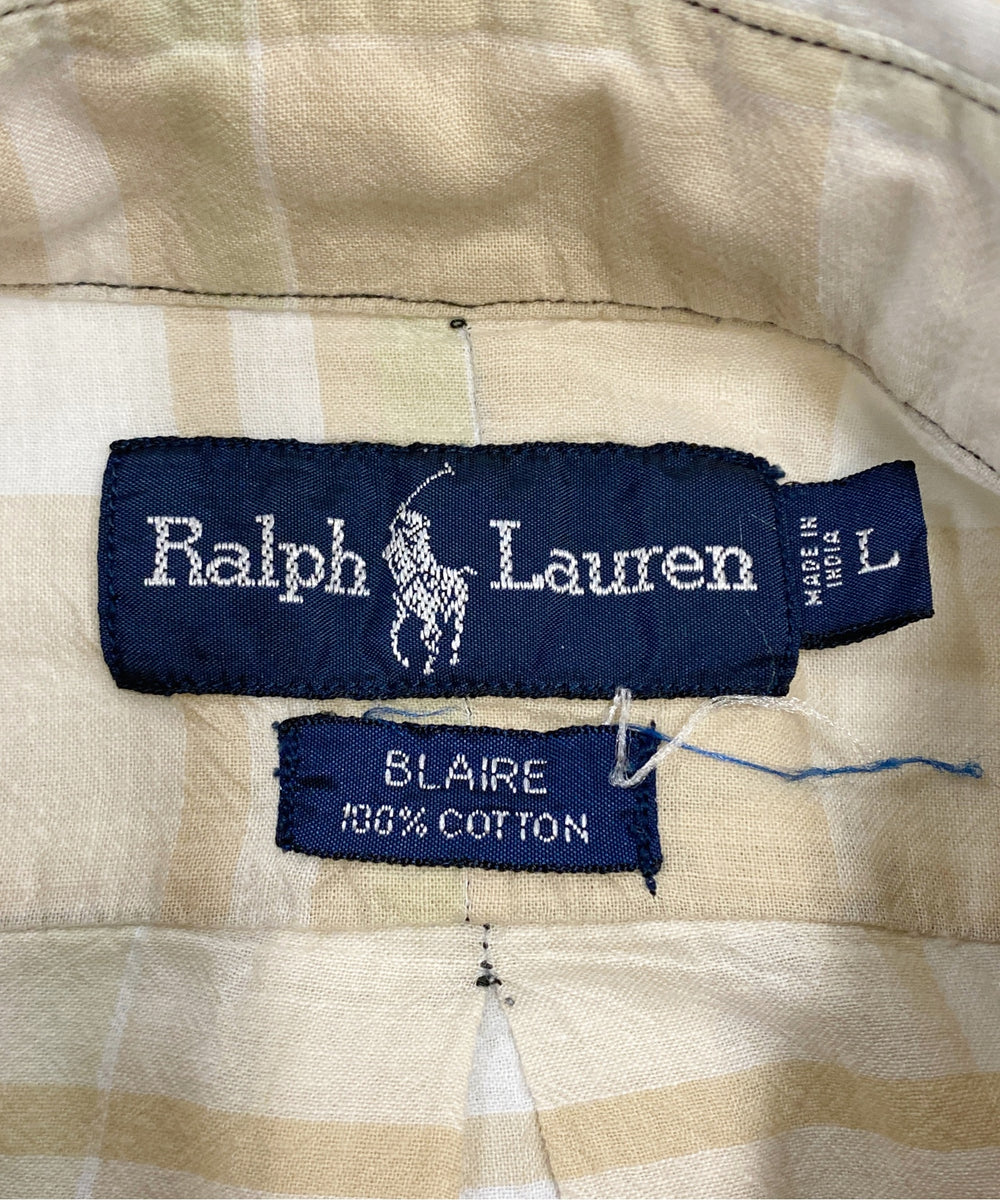 Ralph Lauren
MADE IN
INDIA
L
BLAIRE
100% COTTON